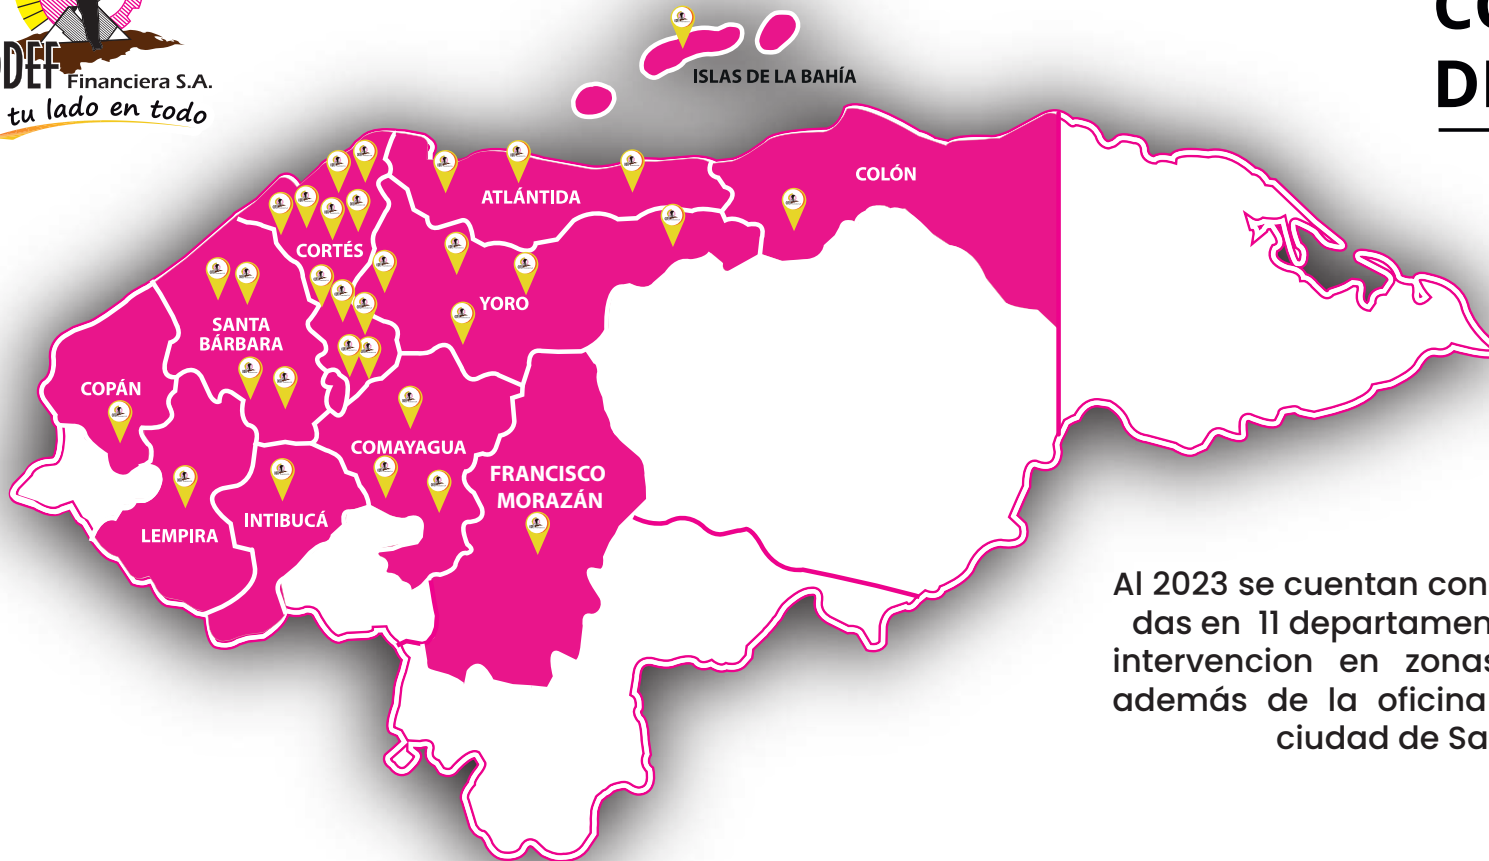 Financiera S.A.
tu lado en todo
ISLAS DE LA BAHÍA
COLÓN
ATLÁNTIDA
CORTÉS
YORO
SANTA
BÁRBARA
COPÁN
COMAYAGUA
FRANCISCO
MORAZÁN
INTIBUCÁ
LEMPIRA
Al 2023 se cuentan con
das en 11 departamen
intervencion en zonas
además de la oficina
ciudad de Sa